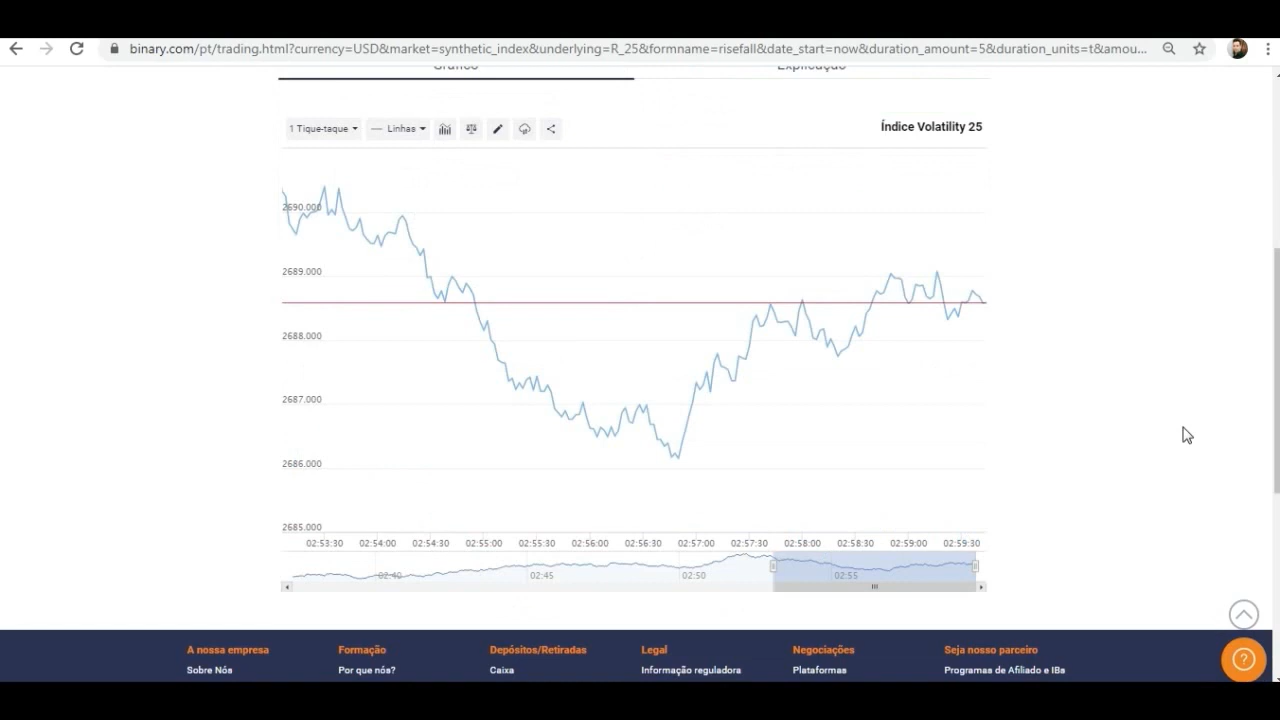 binary.com/pt/trading.html?currency=USD&market=synthetic_index&underlying=R_25&formname=risefall&date_start=now&duration_amount=5&duration_units=t&amou...
Gráfico Explicação
1 Tique-taque Linhas Índice Volatility 25
2690.000
2689.000
2688.000
2687.000
2686.000
2685.000
02:53:30 02:54:00 02:54:30 02:55:00 02:55:30 02:56:00 02:56:30 02:57:00 02:57:30 02:58:00 02:58:30 02:59:00 02:59:30
02:40 02:45 02:50 02:55
A nossa empresa Formação Depósitos/Retiradas Legal Negociações Seja nosso parceiro
Sobre Nós Por que nós? Caixa Informação reguladora Plataformas Programas de Afiliado e IBs